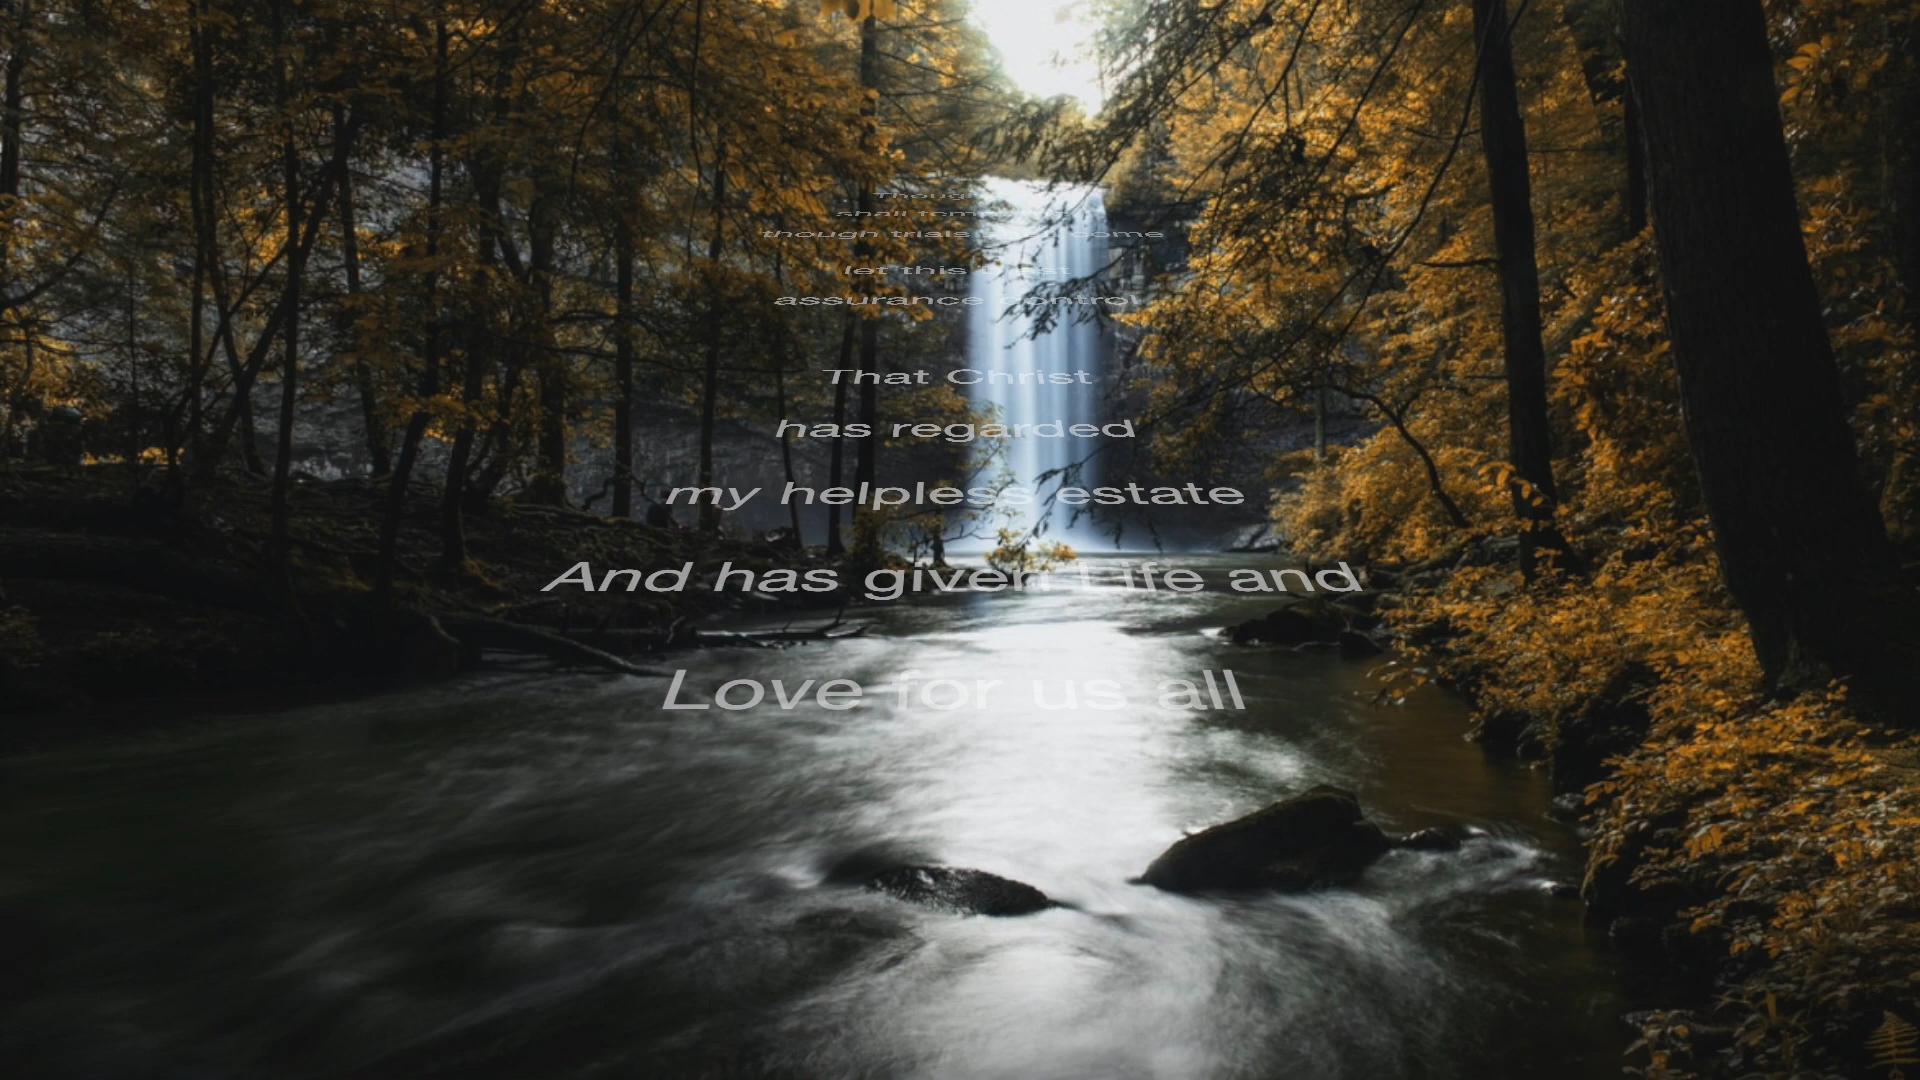 though trials come
let this
assurance control
That Christ
has regarded
my helpless estate
And has given Life and
Love for us all